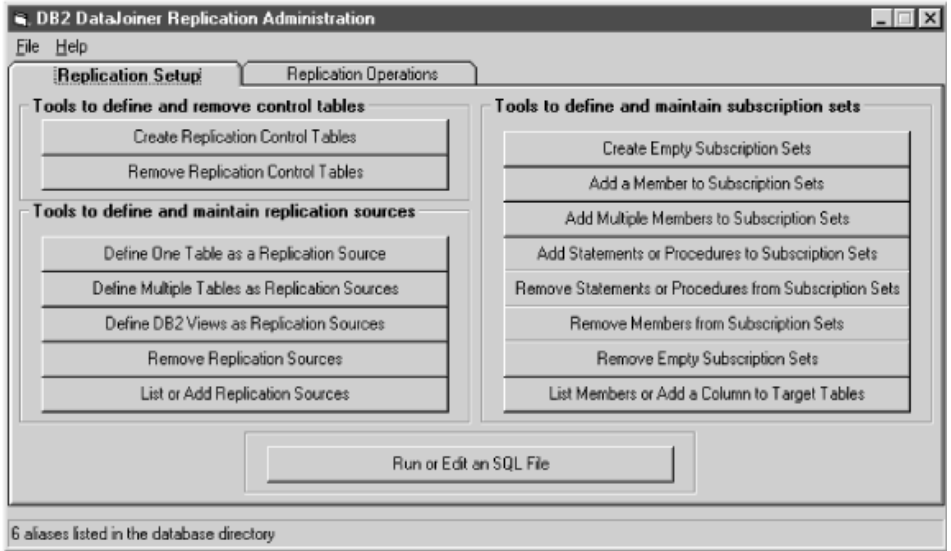 DB2 DataJoiner Replication Administration
File Help
Replication Setup
Replication Operations
Tools to define and remove control tables
Create Replication Control Tables
Remove Replication Control Tables
Tools to define and maintain replication sources
Define One Table as a Replication Source
Define Multiple Tables as Replication Sources
Define DB2 Views as Replication Sources
Remove Replication Sources
List or Add Replication Sources
Tools to define and maintain subscription sets
Create Empty Subscription Sets
Add a Member to Subscription Sets
Add Multiple Members to Subscription Sets
Add Statements or Procedures to Subscription Sets
Remove Statements or Procedures from Subscription Sets
Remove Members from Subscription Sets
Remove Empty Subscription Sets
List Members or Add a Column to Target Tables
Run or Edit an SQL File
6 aliases listed in the database directory